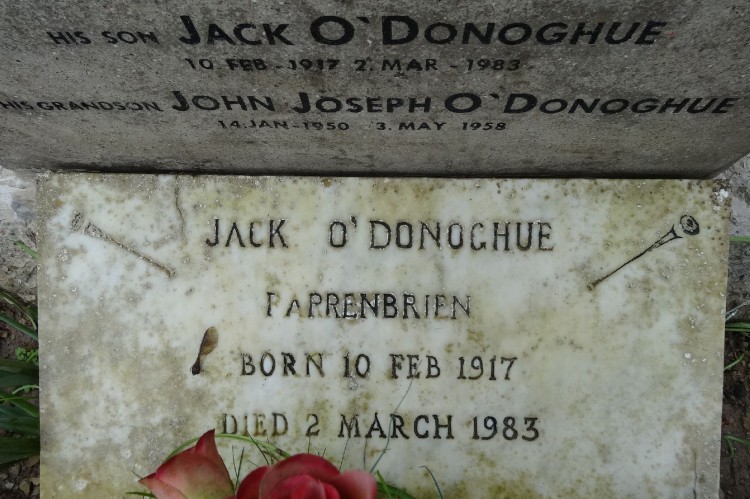 HIS SON JACK O'DONOGHUE
10 FEB - 1917 2. MAR - 1983
HIS GRANDSON JOHN JOSEPH O'DONOGHUE
14. JAN - 1950 3. MAY 1958
JACK O'DONOGHUE
BORN 10 FEB 1917
DIED 2 MARCH 1983